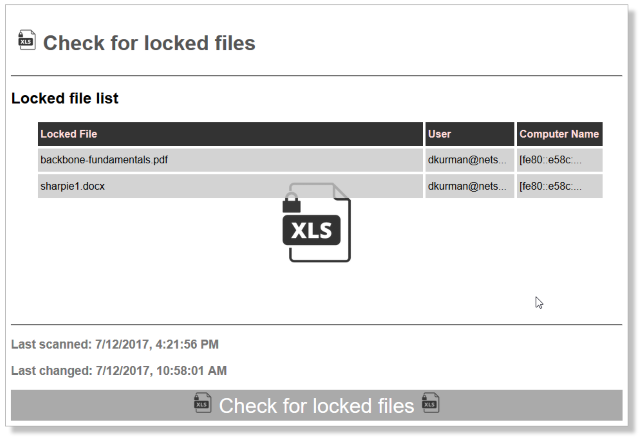 XLS Check for locked files
Locked file list
Locked File User Computer Name
backbone-fundamentals.pdf dkurman@nets... [fe80::e58c:...
sharpie1.docx dkurman@nets... [fe80::e58c:...
XLS
Last scanned: 7/12/2017, 4:21:56 PM
Last changed: 7/12/2017, 10:58:01 AM
XLS Check for locked files XLS